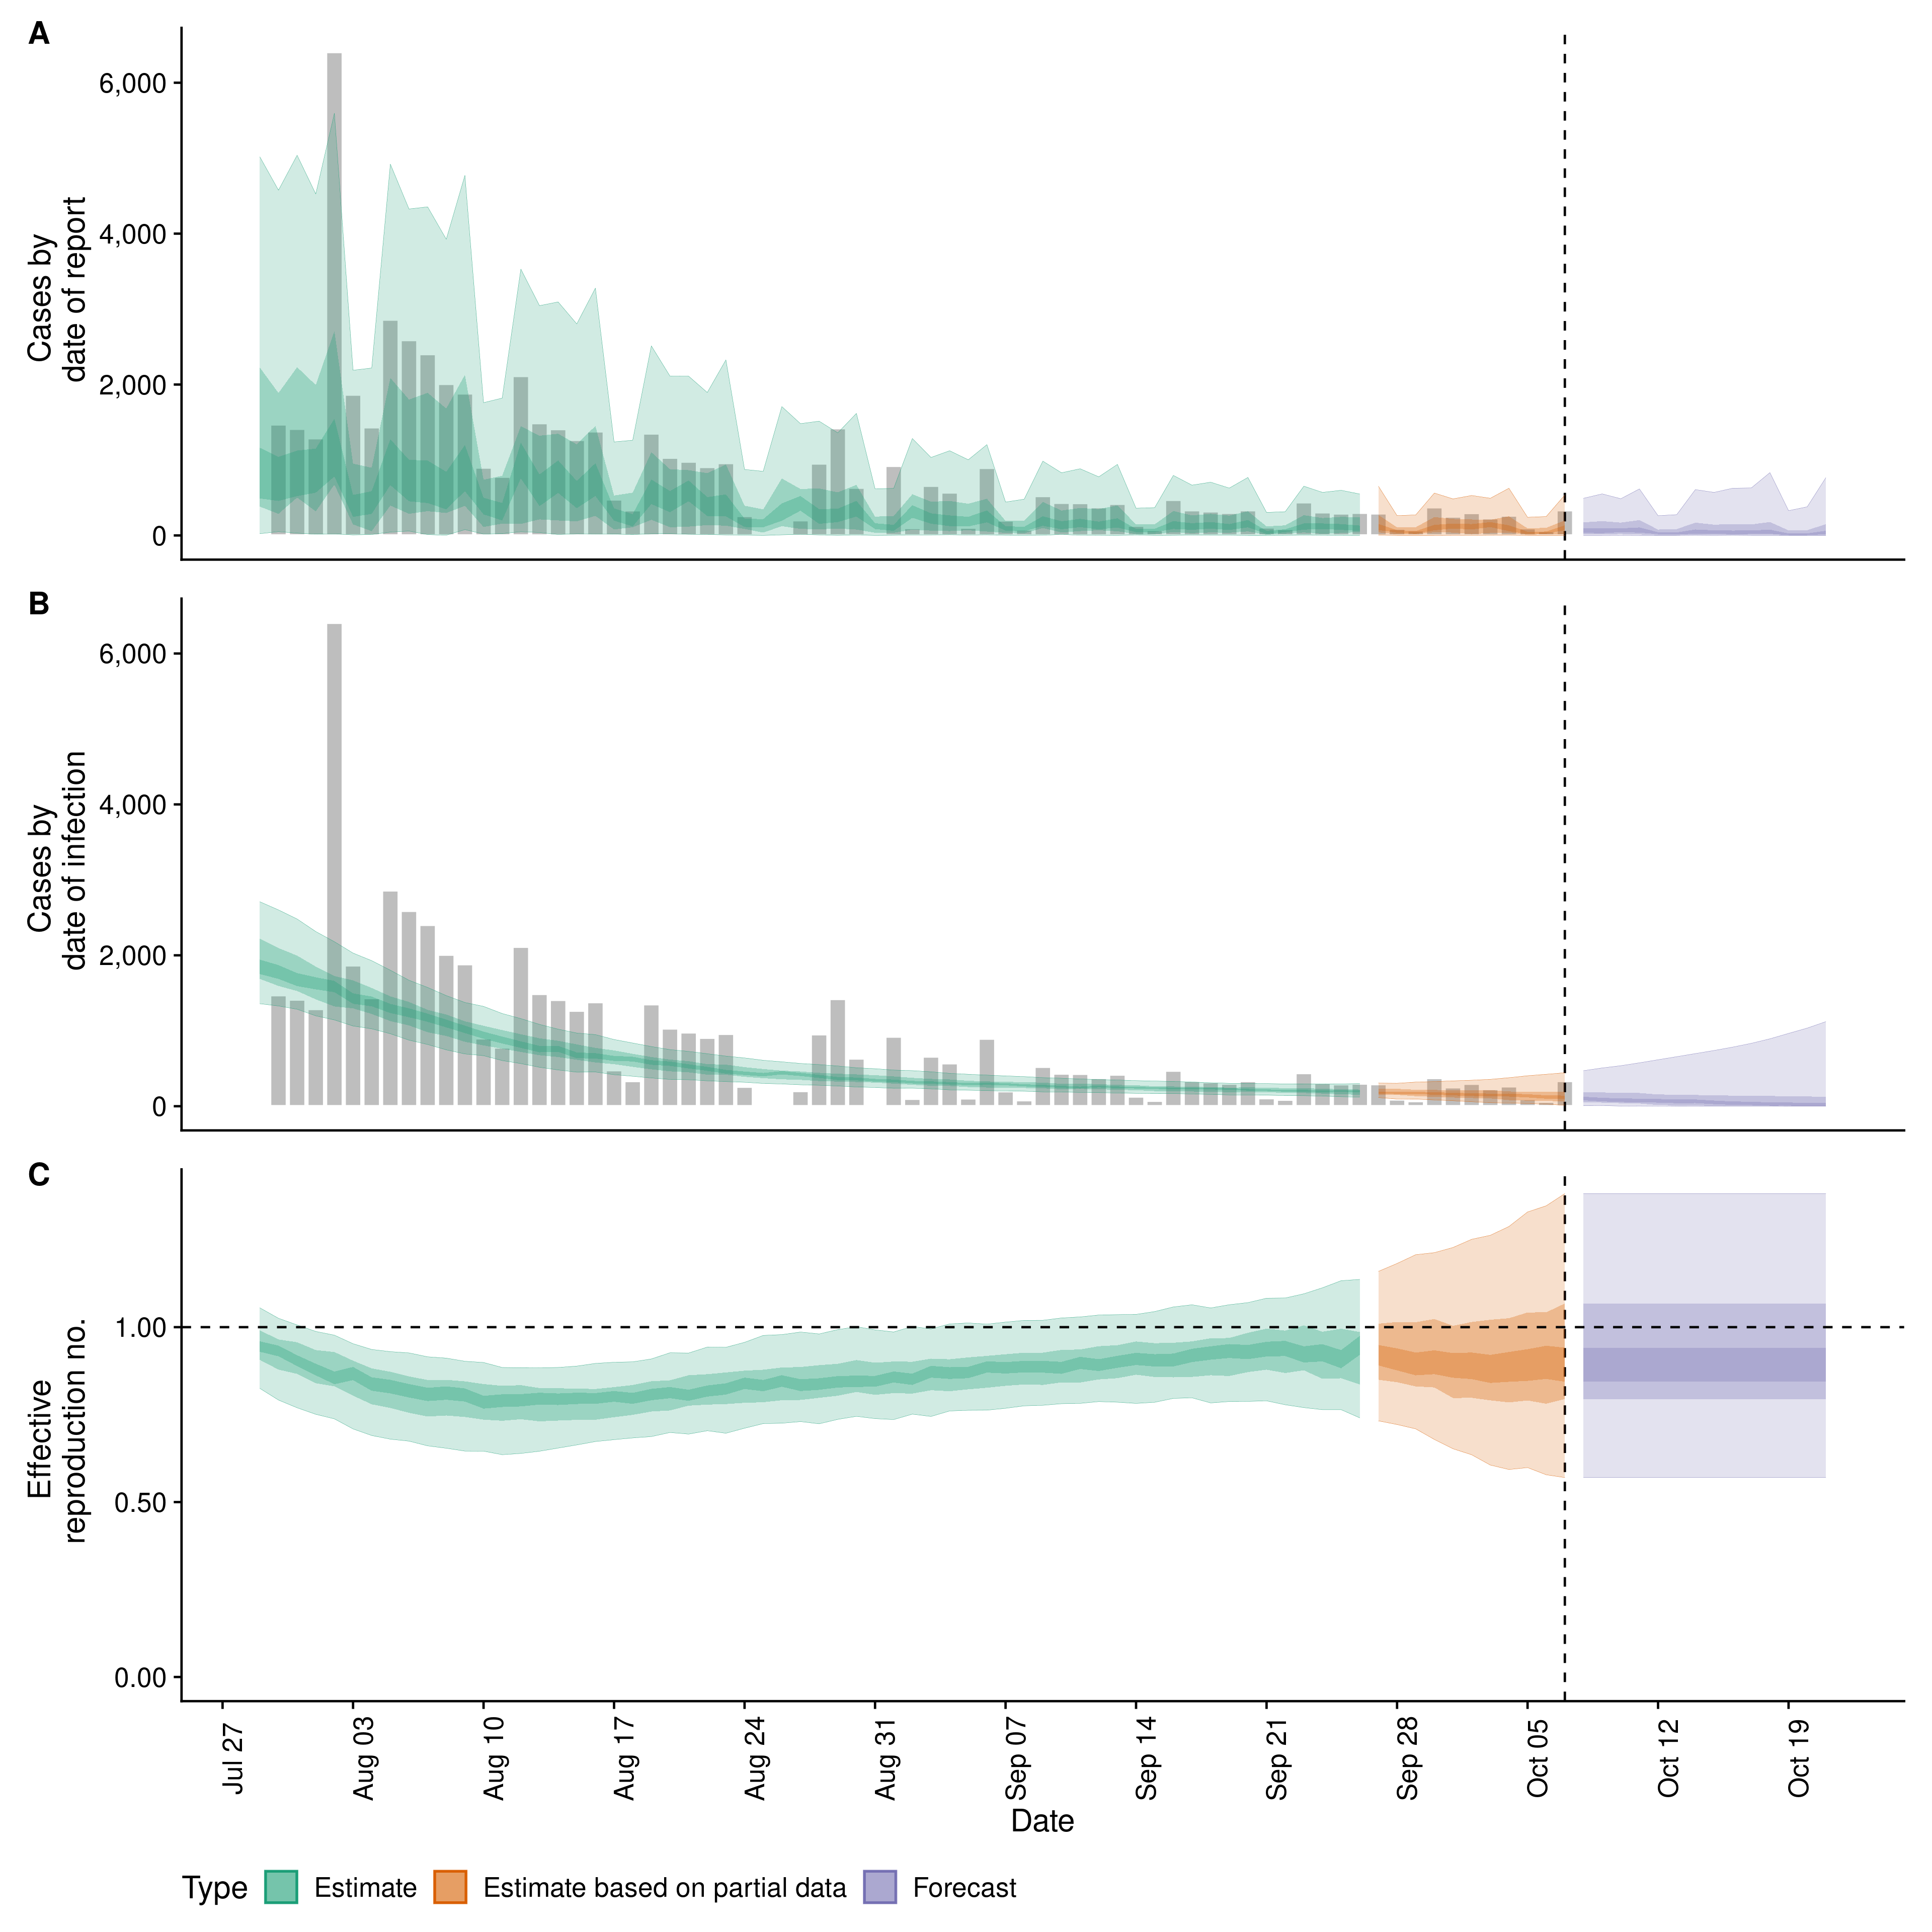 A
Cases by
date of report
6,000
4,000
2,000
0
B
Cases by
date of infection
6,000
4,000
2,000
0
C
Effective
reproduction no.
1.00
0.50
0.00
Jul 27
Aug 03
Aug 10
Aug 17
Aug 24
Aug 31
Sep 07
Sep 14
Sep 21
Sep 28
Oct 05
Oct 12
Oct 19
Date
Type
Estimate
Estimate based on partial data
Forecast